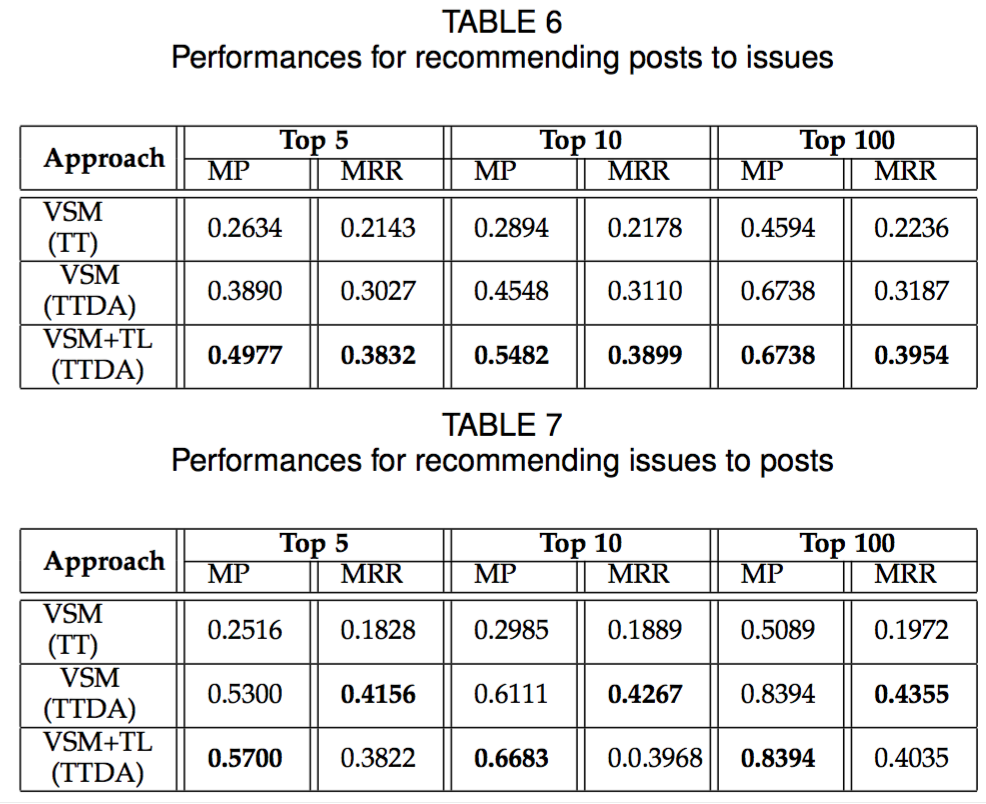 TABLE 6
Performances for recommending posts to issues
Approach Top 5 Top 10 Top 100
MP MRR MP MRR MP MRR
VSM
(TT) 0.2634 0.2143 0.2894 0.2178 0.4594 0.2236
VSM
(TTDA) 0.3890 0.3027 0.4548 0.3110 0.6738 0.3187
VSM+TL
(TTDA) 0.4977 0.3832 0.5482 0.3899 0.6738 0.3954
TABLE 7
Performances for recommending issues to posts
Approach Top 5 Top 10 Top 100
MP MRR MP MRR MP MRR
VSM
(TT) 0.2516 0.1828 0.2985 0.1889 0.5089 0.1972
VSM
(TTDA) 0.5300 0.4156 0.6111 0.4267 0.8394 0.4355
VSM+TL
(TTDA) 0.5700 0.3822 0.6683 0.0.3968 0.8394 0.4035